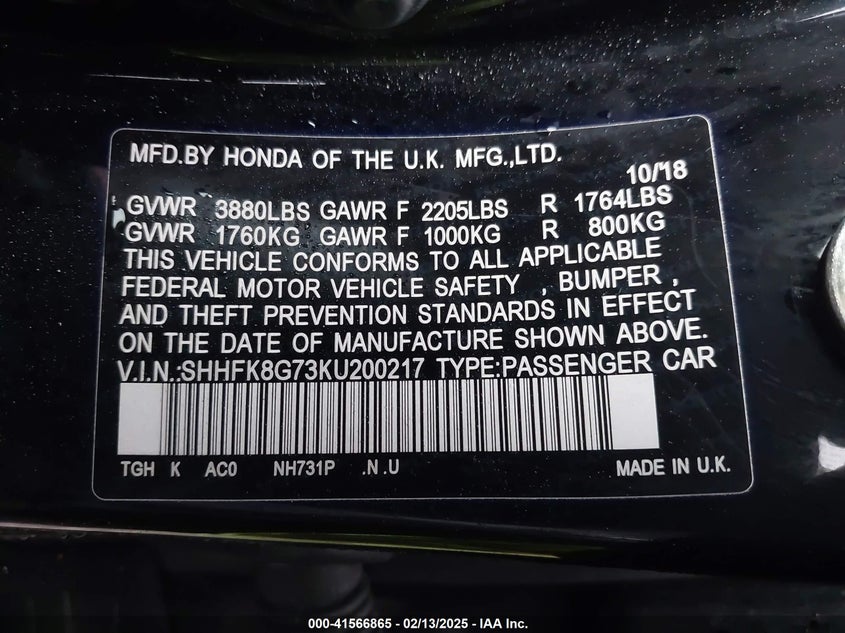 MFD.BY HONDA OF THE U.K. MFG.,LTD.
10/18
GVWR 3880LBS GAWR F 2205LBS R 1764LBS
GVWR 1760KG GAWR F 1000KG R 800KG
THIS VEHICLE CONFORMS TO ALL APPLICABLE
FEDERAL MOTOR VEHICLE SAFETY , BUMPER ,
AND THEFT PREVENTION STANDARDS IN EFFECT
ON THE DATE OF MANUFACTURE SHOWN ABOVE.
V.I.N.:SHHFK8G73KU200217 TYPE:PASSENGER CAR
TGH K AC0 NH731P .N .U MADE IN U.K.
000-41566865 — 02/13/2025 — IAA Inc.